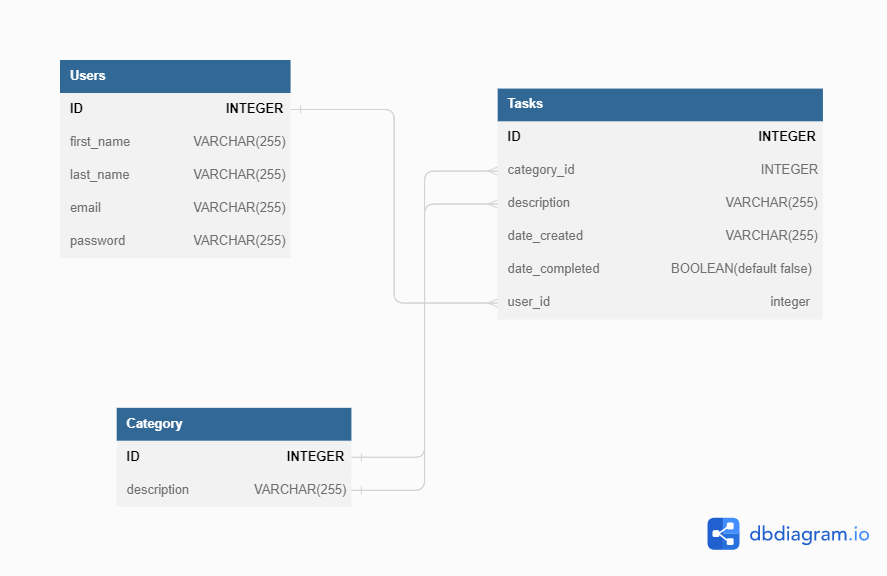 Users
ID INTEGER
first_name VARCHAR(255)
last_name VARCHAR(255)
email VARCHAR(255)
password VARCHAR(255)
Tasks
ID INTEGER
category_id INTEGER
description VARCHAR(255)
date_created VARCHAR(255)
date_completed BOOLEAN(default false)
user_id integer
Category
ID INTEGER
description VARCHAR(255)
dbdiagram.io